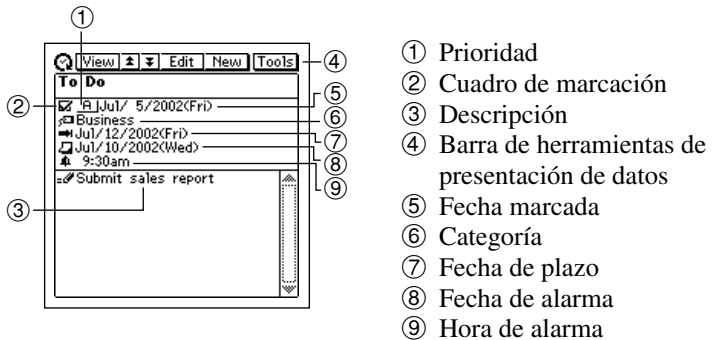 ①
View Edit New Tools
④
To Do
②
A Jul/ 5/2002(Fri)
⑤
Business
⑥
Jul/12/2002(Fri)
⑦
Jul/10/2002(Wed)
⑧
9:30am
⑨
Submit sales report
③
① Prioridad
② Cuadro de marcación
③ Descripción
④ Barra de herramientas de
presentación de datos
⑤ Fecha marcada
⑥ Categoría
⑦ Fecha de plazo
⑧ Fecha de alarma
⑨ Hora de alarma